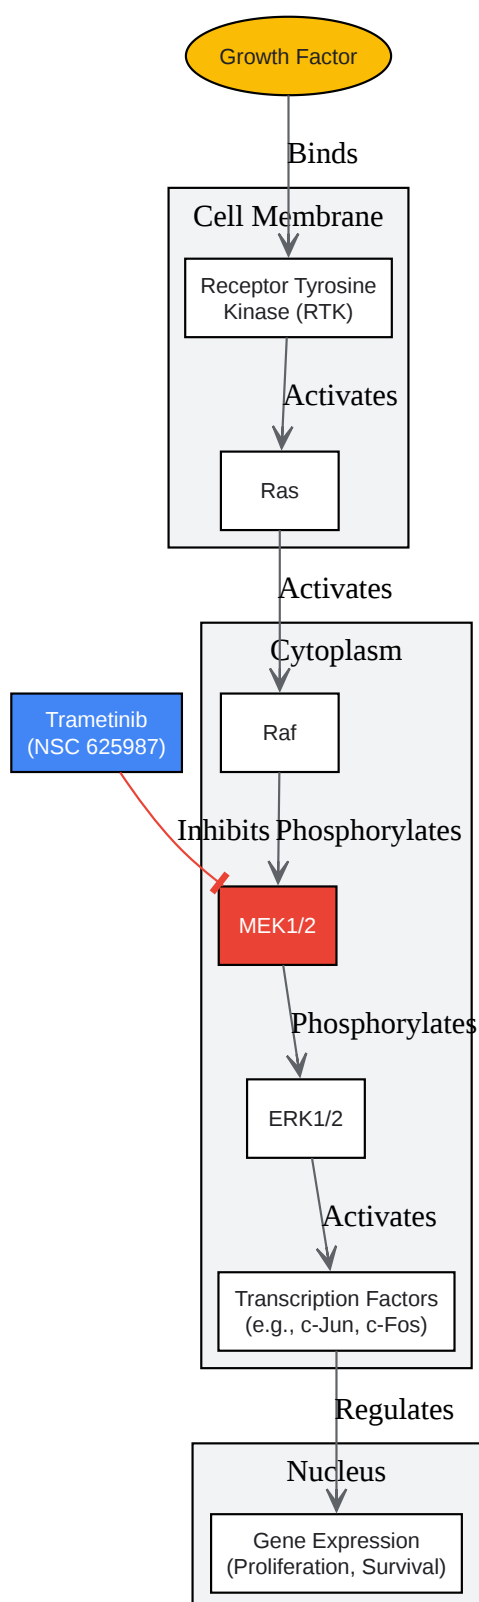 Growth Factor
Binds
Cell Membrane
Receptor Tyrosine
Kinase (RTK)
Activates
Ras
Activates
Cytoplasm
Trametinib
(NSC 625987)
Raf
Inhibits
Phosphorylates
MEK1/2
Phosphorylates
ERK1/2
Activates
Transcription Factors
(e.g., c-Jun, c-Fos)
Regulates
Nucleus
Gene Expression
(Proliferation, Survival)